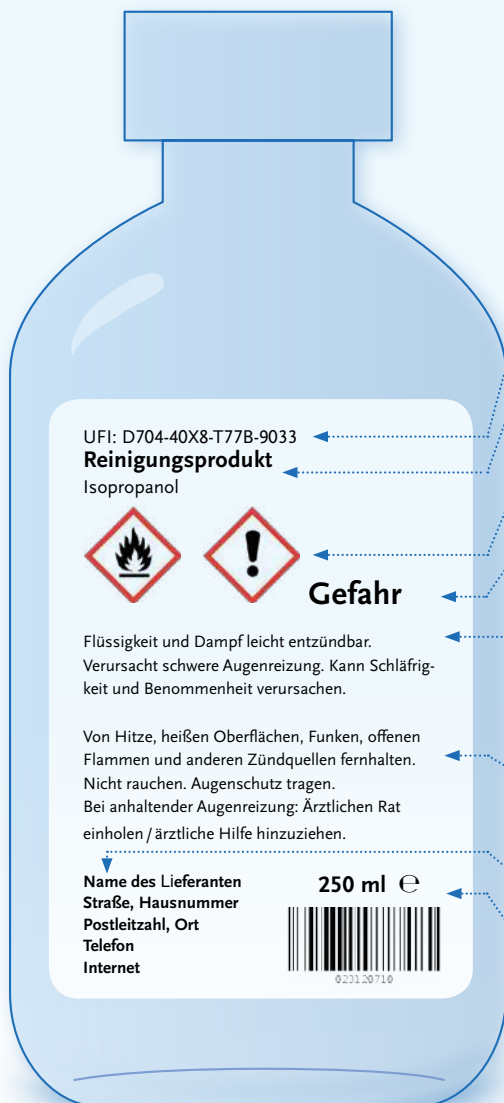 UFI: D704-40X8-T77B-9033
Reinigungsprodukt
Isopropanol
Gefahr
Flüssigkeit und Dampf leicht entzündbar.
Verursacht schwere Augenreizung. Kann Schläfrig-
keit und Benommenheit verursachen.
Von Hitze, heißen Oberflächen, Funken, offenen
Flammen und anderen Zündquellen fernhalten.
Nicht rauchen. Augenschutz tragen.
Bei anhaltender Augenreizung: Ärztlichen Rat
einholen / ärztliche Hilfe hinzuziehen.
Name des Lieferanten
Straße, Hausnummer
Postleitzahl, Ort
Telefon
Internet
250 ml ℮
023120710